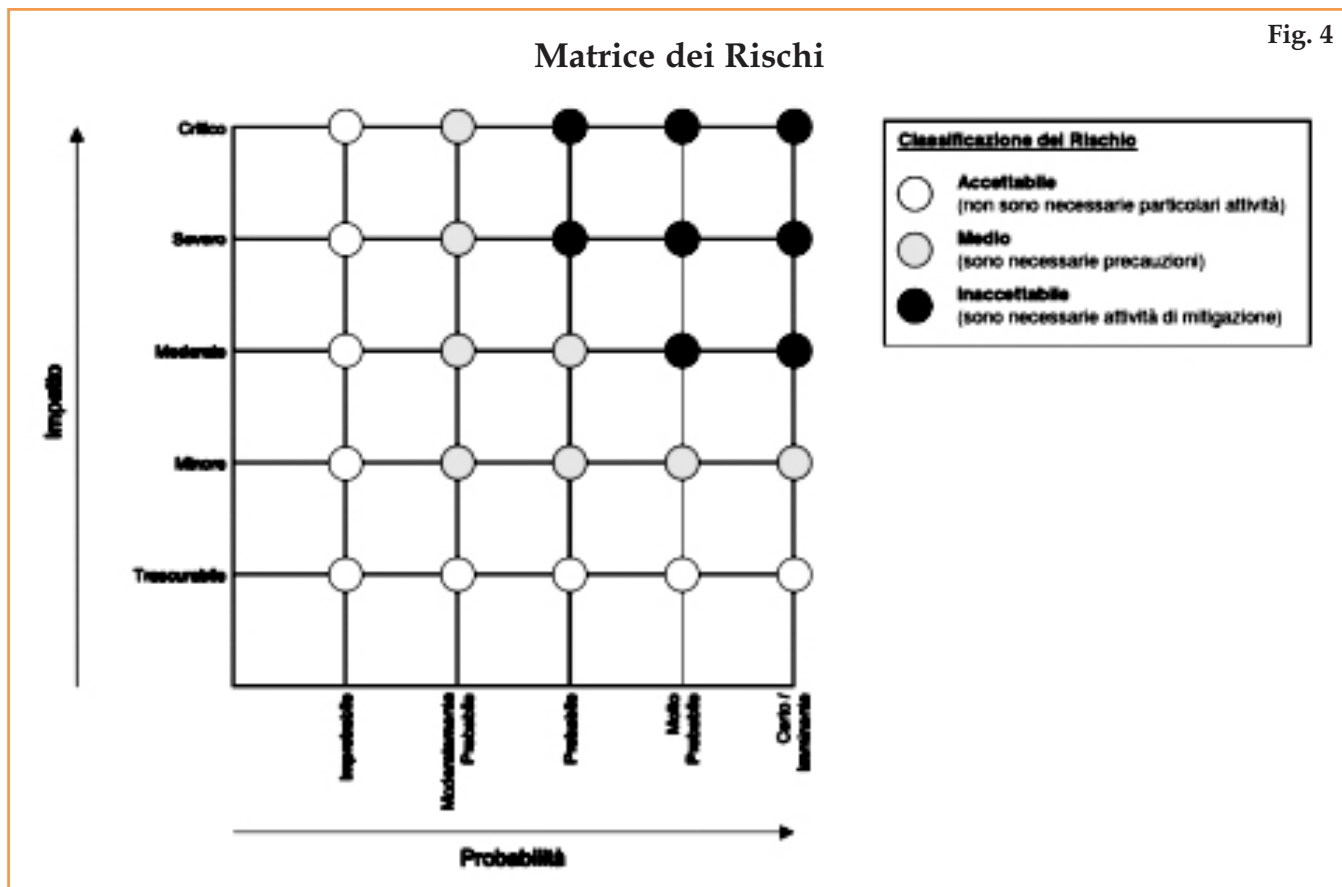 Fig. 4
Matrice dei Rischi
Critico
Severo
Moderato
Minore
Trascurabile
Impatto
Improbabile
Moderatamente
Probabile
Probabile
Molto
Probabile
Certo /
Imminente
Probabilità
Classificazione del Rischio
Accettabile
(non sono necessarie particolari attività)
Medio
(sono necessarie precauzioni)
Inaccettabile
(sono necessarie attività di mitigazione)